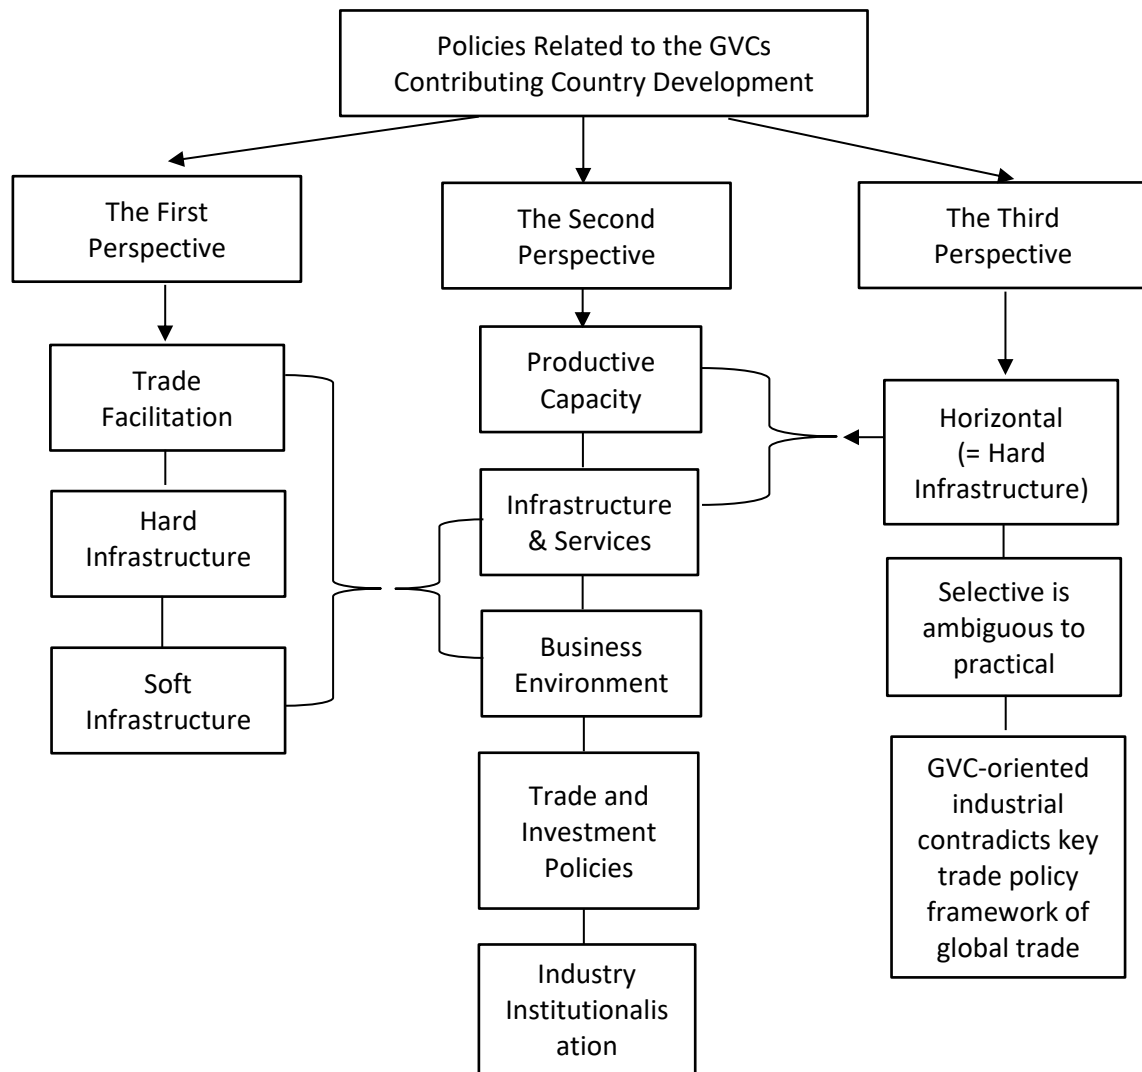 Policies Related to the GVCs
Contributing Country Development
The First
Perspective
The Second
Perspective
The Third
Perspective
Trade
Facilitation
Hard
Infrastructure
Soft
Infrastructure
Productive
Capacity
Infrastructure
& Services
Business
Environment
Trade and
Investment
Policies
Industry
Institutionalis
ation
Horizontal
(= Hard
Infrastructure)
Selective is
ambiguous to
practical
GVC-oriented
industrial
contradicts key
trade policy
framework of
global trade